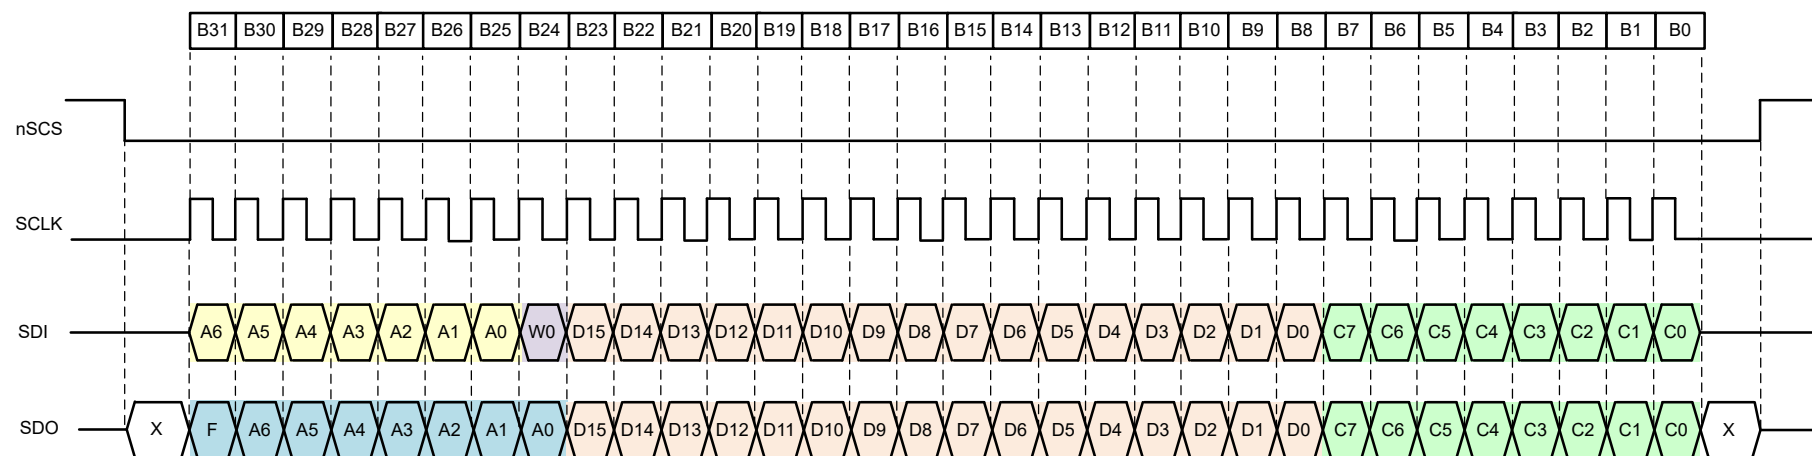 B31 B30 B29 B28 B27 B26 B25 B24 B23 B22 B21 B20 B19 B18 B17 B16 B15 B14 B13 B12 B11 B10 B9 B8 B7 B6 B5 B4 B3 B2 B1 B0
nSCS
SCLK
SDI A6 A5 A4 A3 A2 A1 A0 W0 D15 D14 D13 D12 D11 D10 D9 D8 D7 D6 D5 D4 D3 D2 D1 D0 C7 C6 C5 C4 C3 C2 C1 C0
SDO X F A6 A5 A4 A3 A2 A1 A0 D15 D14 D13 D12 D11 D10 D9 D8 D7 D6 D5 D4 D3 D2 D1 D0 C7 C6 C5 C4 C3 C2 C1 C0 X